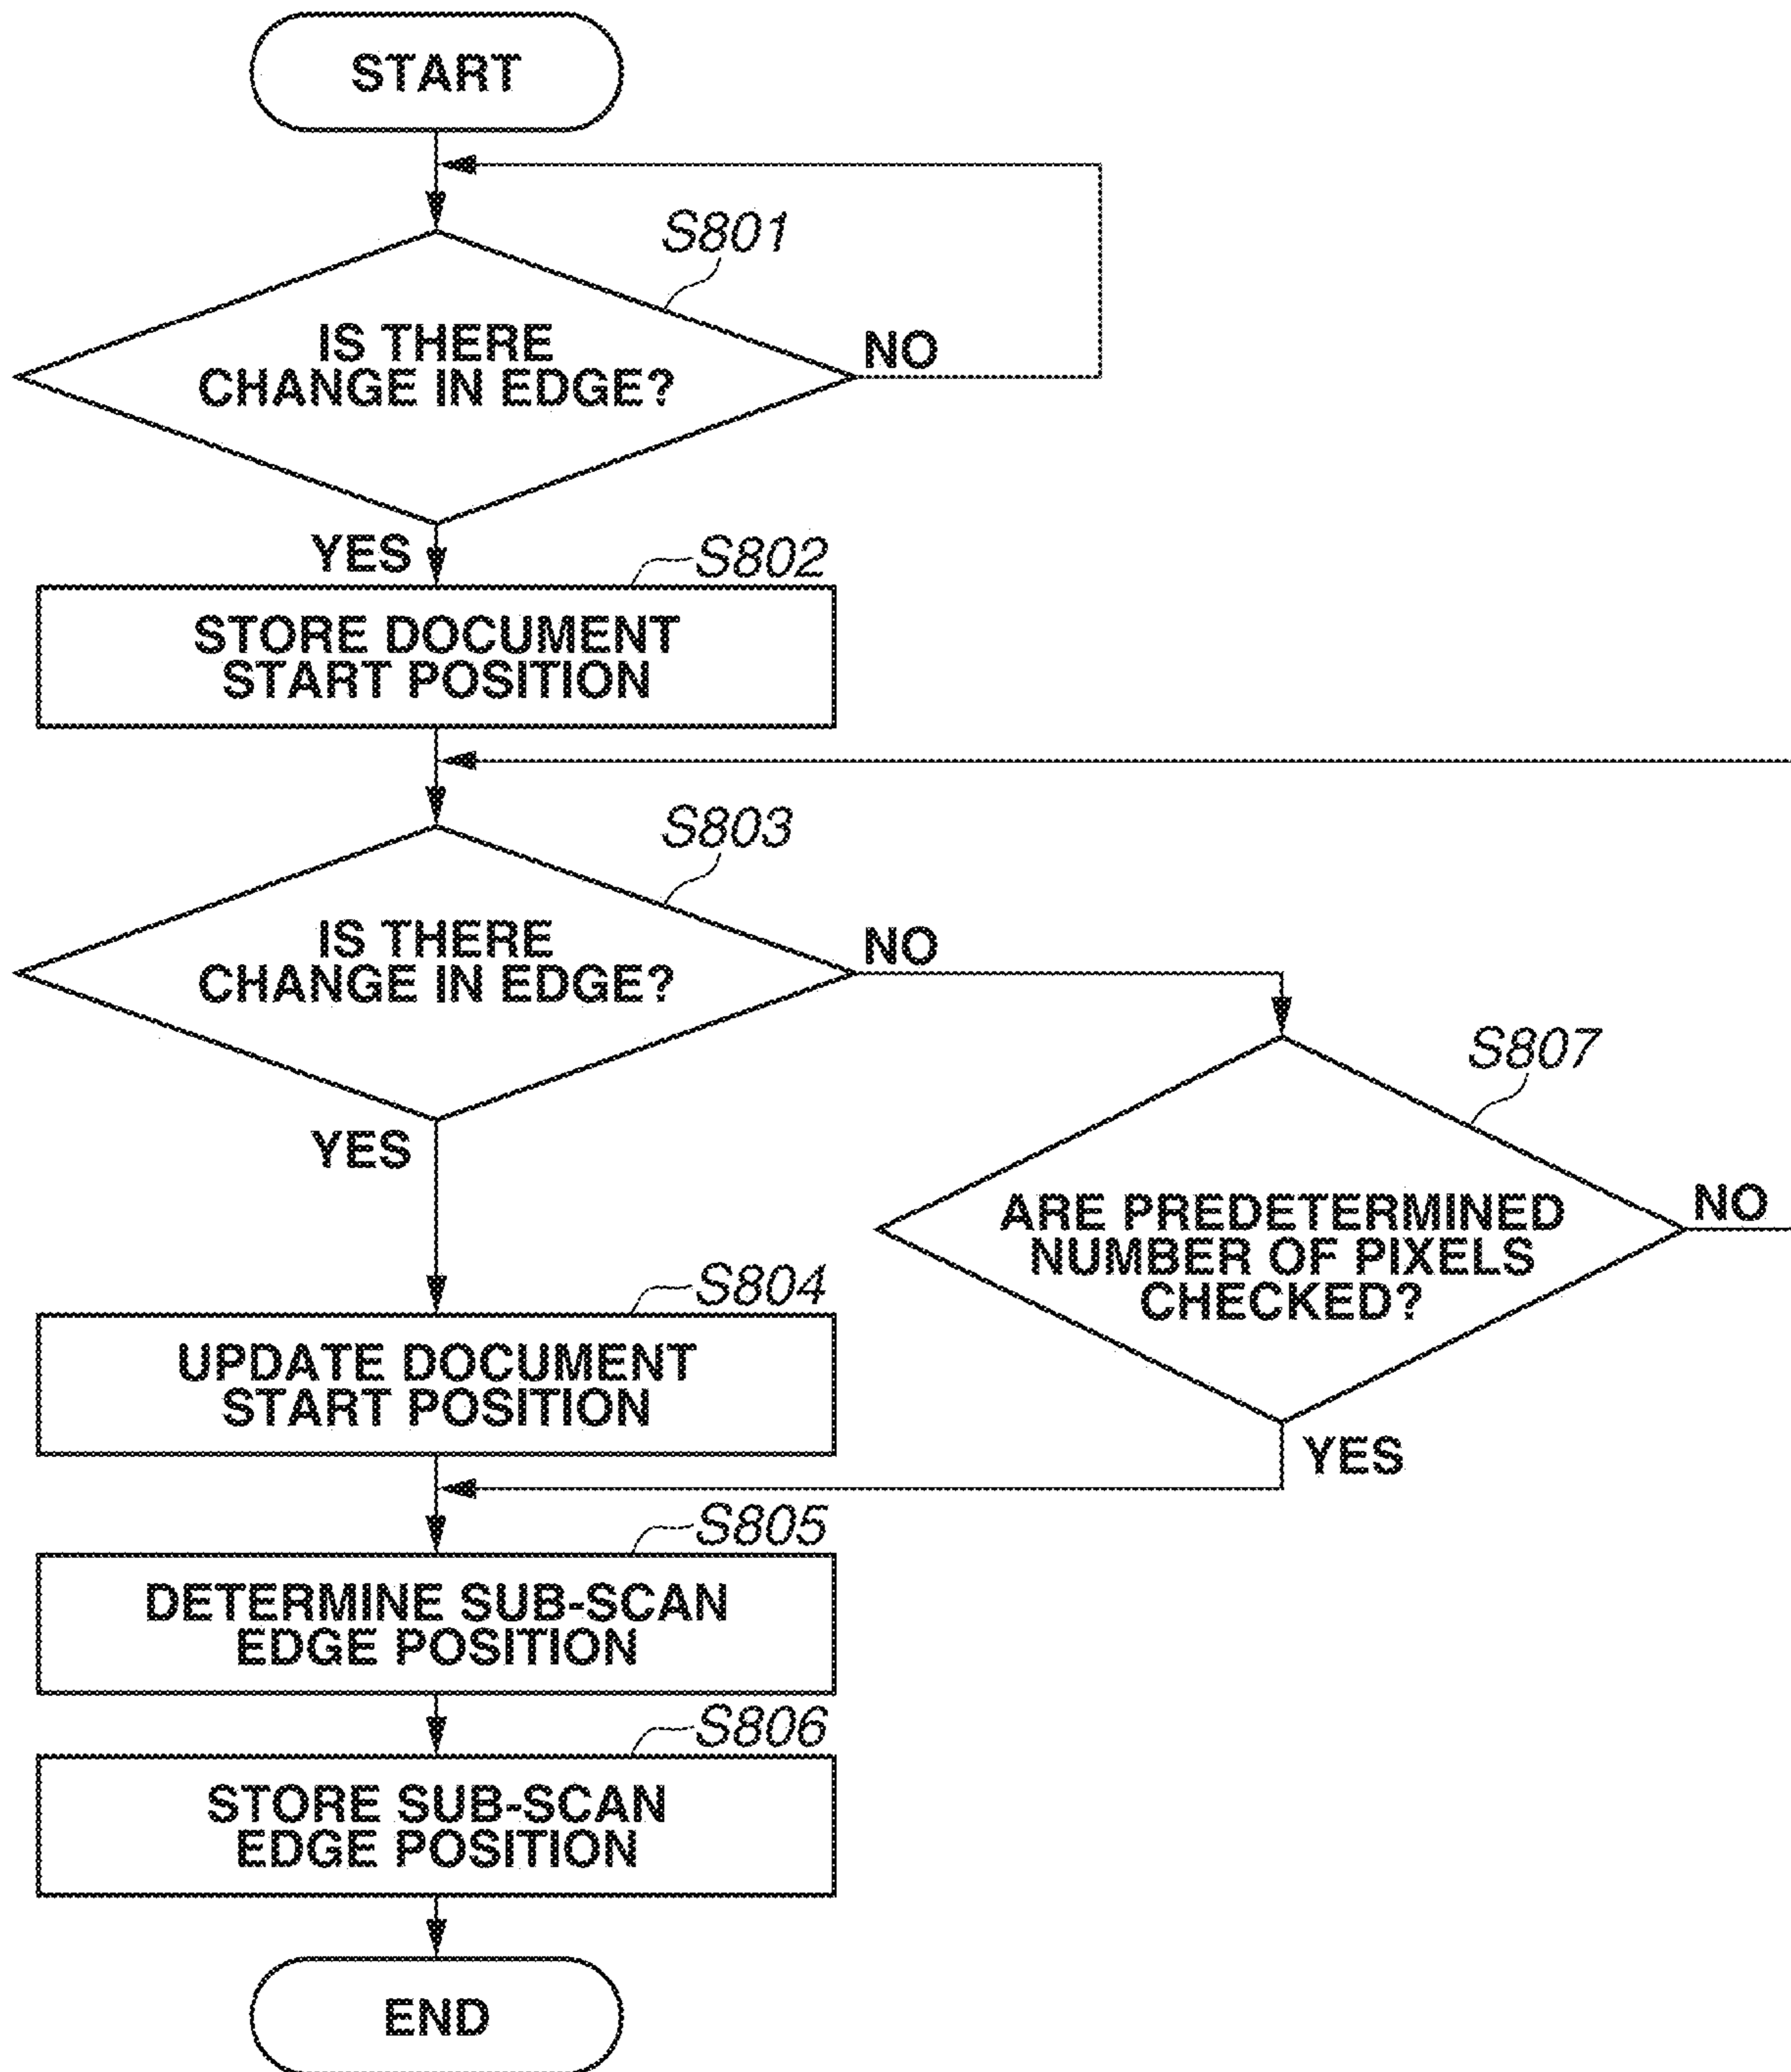 START
S801
IS THERE
CHANGE IN EDGE?
NO
YES
S802
STORE DOCUMENT
START POSITION
S803
IS THERE
CHANGE IN EDGE?
NO
YES
S807
ARE PREDETERMINED
NUMBER OF PIXELS
CHECKED?
NO
YES
S804
UPDATE DOCUMENT
START POSITION
S805
DETERMINE SUB-SCAN
EDGE POSITION
S806
STORE SUB-SCAN
EDGE POSITION
END